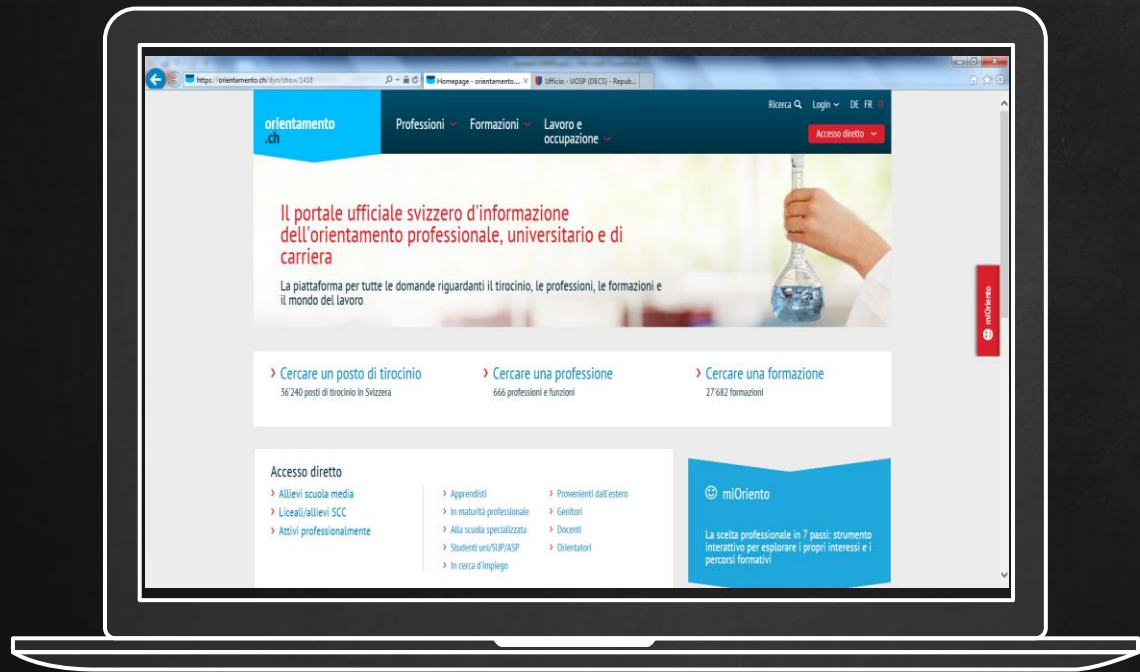 https://orientamento.ch/dyn/show/1418
Homepage - orientamento...
Ufficio - UOSP (DECS) - Repub...
Ricerca
Login
DE FR
orientamento
.ch
Professioni
Formazioni
Lavoro e
occupazione
Accesso diretto
Il portale ufficiale svizzero d'informazione
dell'orientamento professionale, universitario e di
carriera
La piattaforma per tutte le domande riguardanti il tirocinio, le professioni, le formazioni e
il mondo del lavoro
miOriento
Cercare un posto di tirocinio
36'240 posti di tirocinio in Svizzera
Cercare una professione
666 professioni e funzioni
Cercare una formazione
27'682 formazioni
Accesso diretto
Allievi scuola media
Liceali/allievi SCC
Attivi professionalmente
Apprendisti
In maturità professionale
Alla scuola specializzata
Studenti uni/SUP/ASP
In cerca d'impiego
Provenienti dall'estero
Genitori
Docenti
Orientatori
miOriento
La scelta professionale in 7 passi: strumento
interattivo per esplorare i propri interessi e i
percorsi formativi